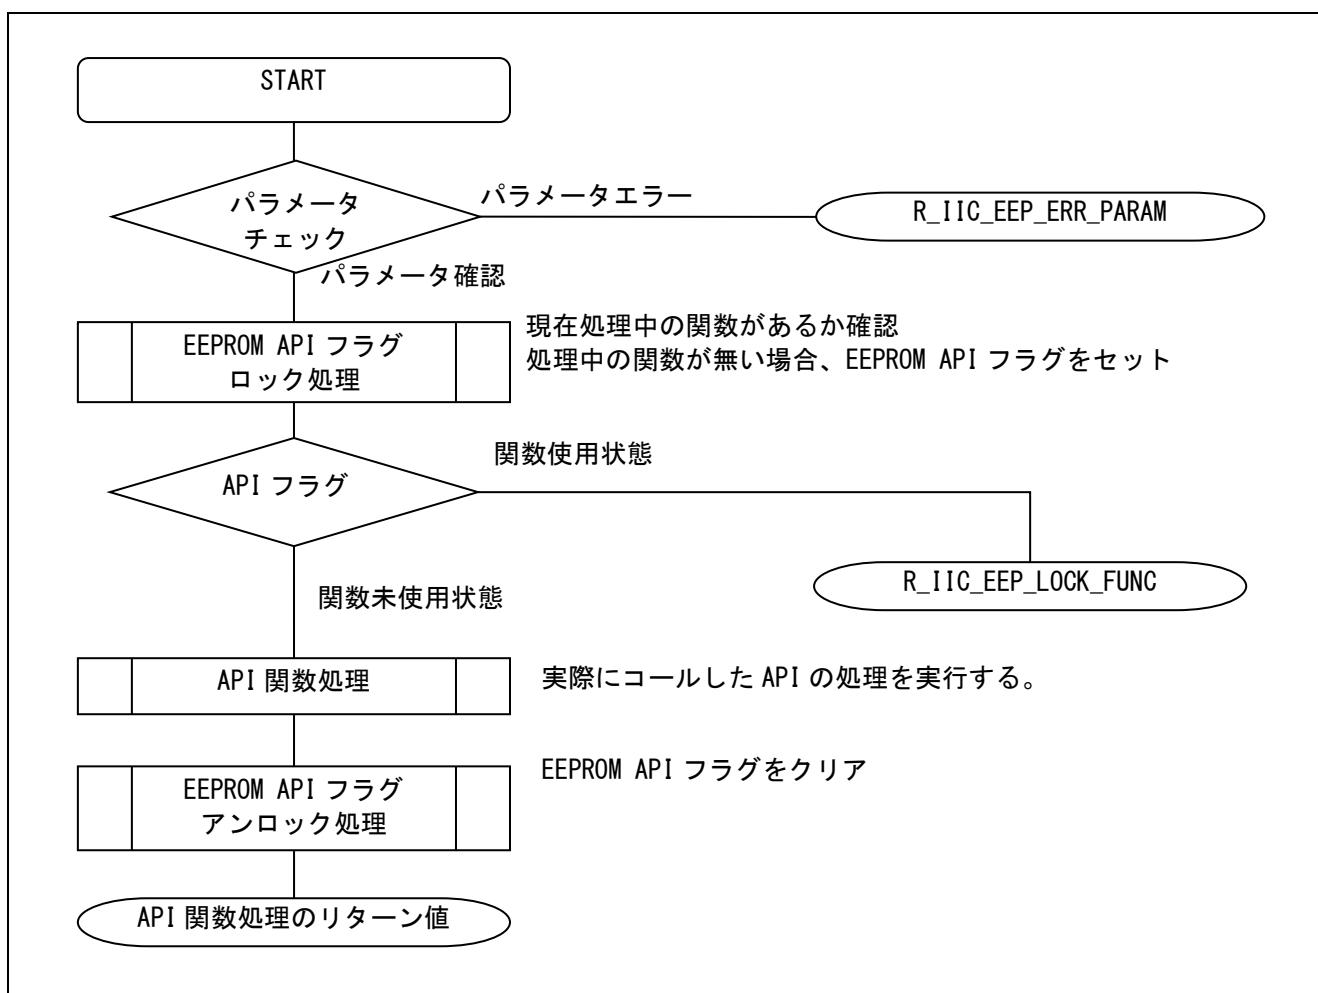 START
パラメータ
チェック
パラメータエラー
R_IIC_EEP_ERR_PARAM
パラメータ確認
EEPROM API フラグ
ロック処理
現在処理中の関数があるか確認
処理中の関数が無い場合、EEPROM API フラグをセット
API フラグ
関数使用状態
R_IIC_EEP_LOCK_FUNC
関数未使用状態
API 関数処理
実際にコールした API の処理を実行する。
EEPROM API フラグ
アンロック処理
EEPROM API フラグをクリア
API 関数処理のリターン値